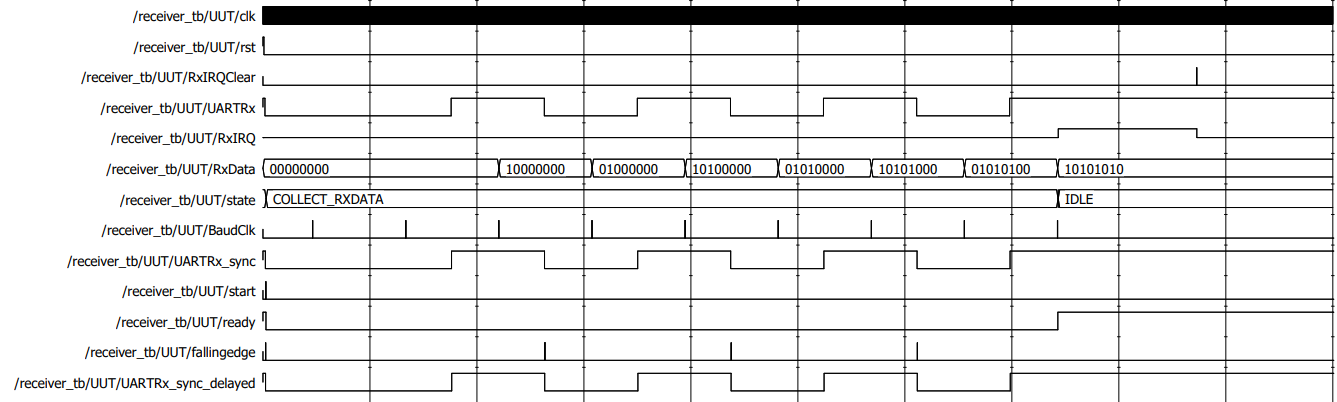 /receiver_tb/UUT/clk
/receiver_tb/UUT/rst
/receiver_tb/UUT/RxIRQClear
/receiver_tb/UUT/UARTRx
/receiver_tb/UUT/RxIRQ
/receiver_tb/UUT/RxData 00000000 10000000 01000000 10100000 01010000 10101000 01010100 10101010
/receiver_tb/UUT/state COLLECT_RXDATA IDLE
/receiver_tb/UUT/BaudClk
/receiver_tb/UUT/UARTRx_sync
/receiver_tb/UUT/start
/receiver_tb/UUT/ready
/receiver_tb/UUT/fallingedge
/receiver_tb/UUT/UARTRx_sync_delayed